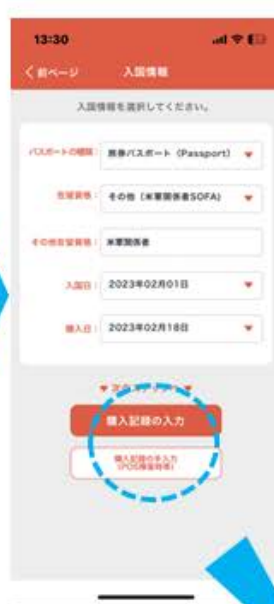 13:30
く前ページ 入国情報
入国情報を選択してください。
パスポートの種類： 旅券パスポート（Passport）
在留資格： その他（米軍関係者SOFA）
その他在留資格： 米軍関係者
入国日： 2023年02月01日
購入日： 2023年02月18日
購入記録の入力
購入記録の手入力